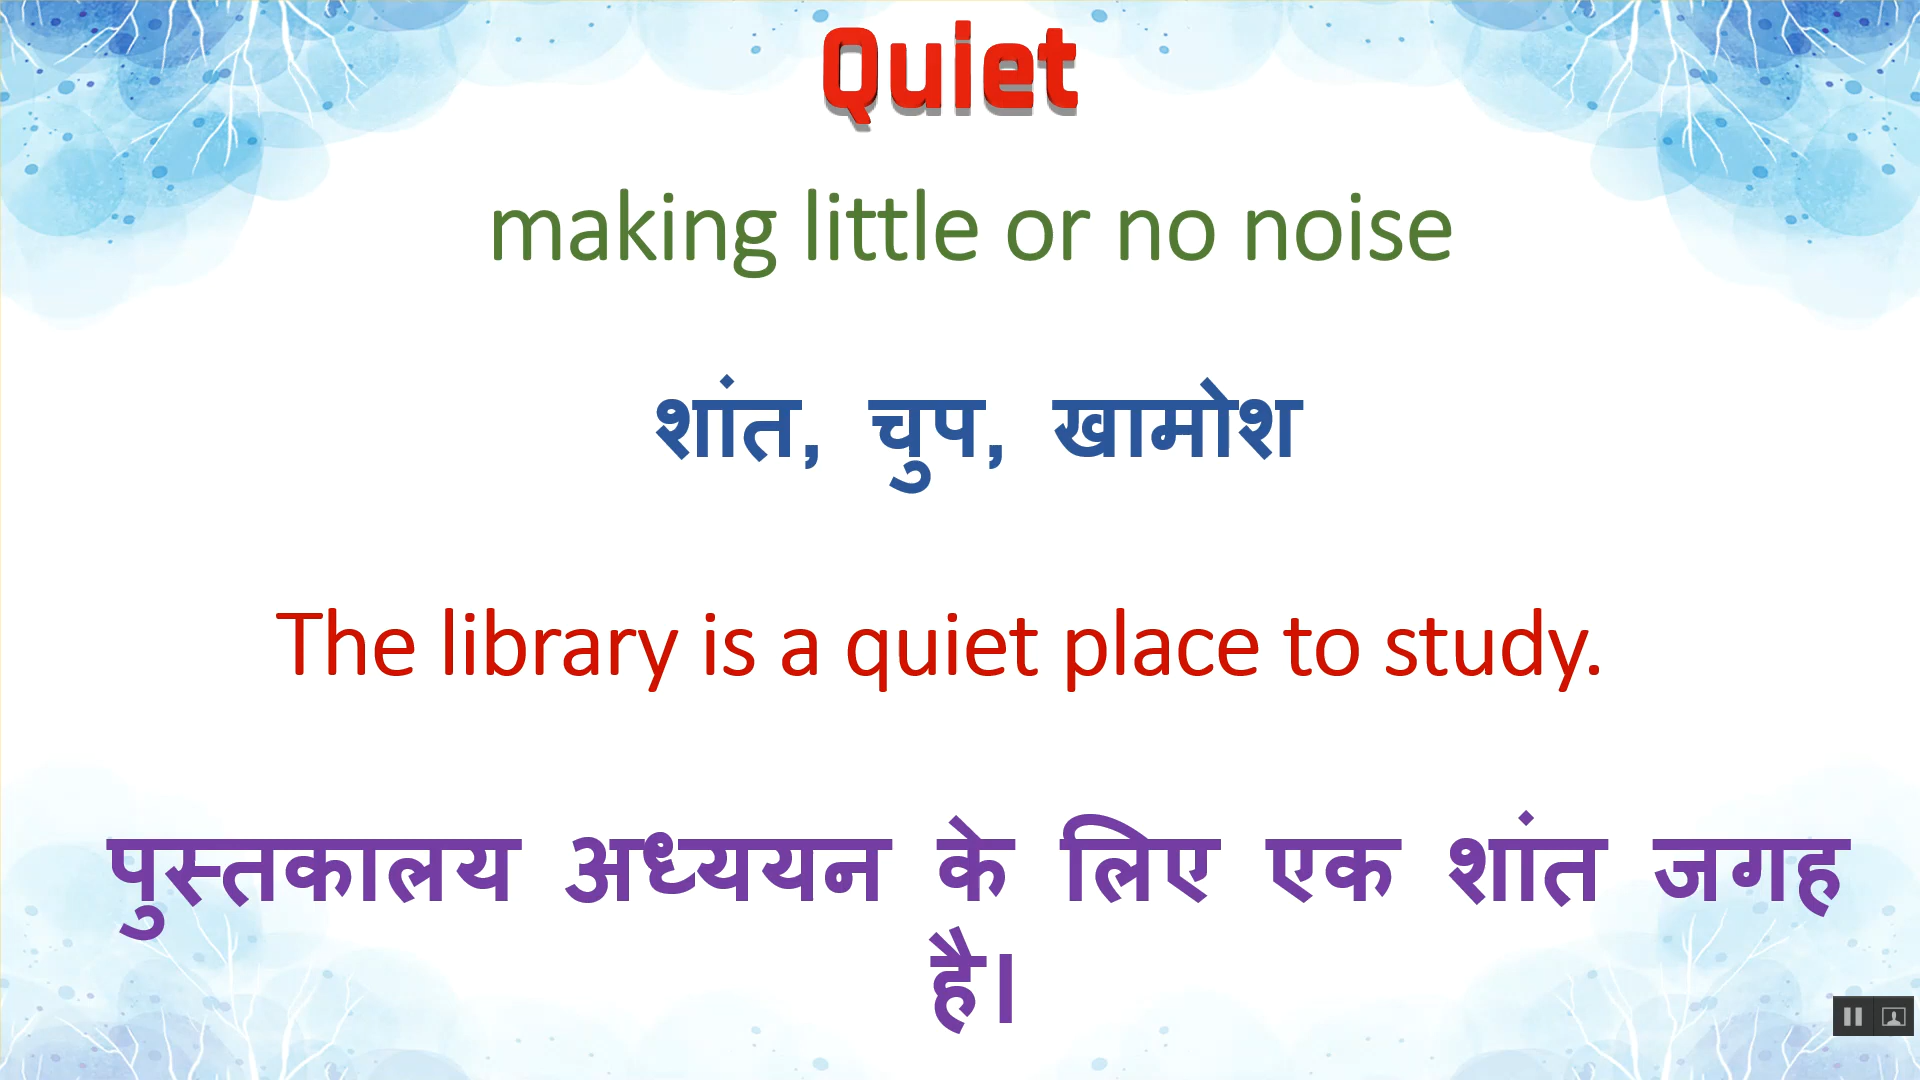 Quiet
making little or no noise
शांत, चुप, खामोश
The library is a quiet place to study.
पुस्तकालय अध्ययन के लिए एक शांत जगह
है।